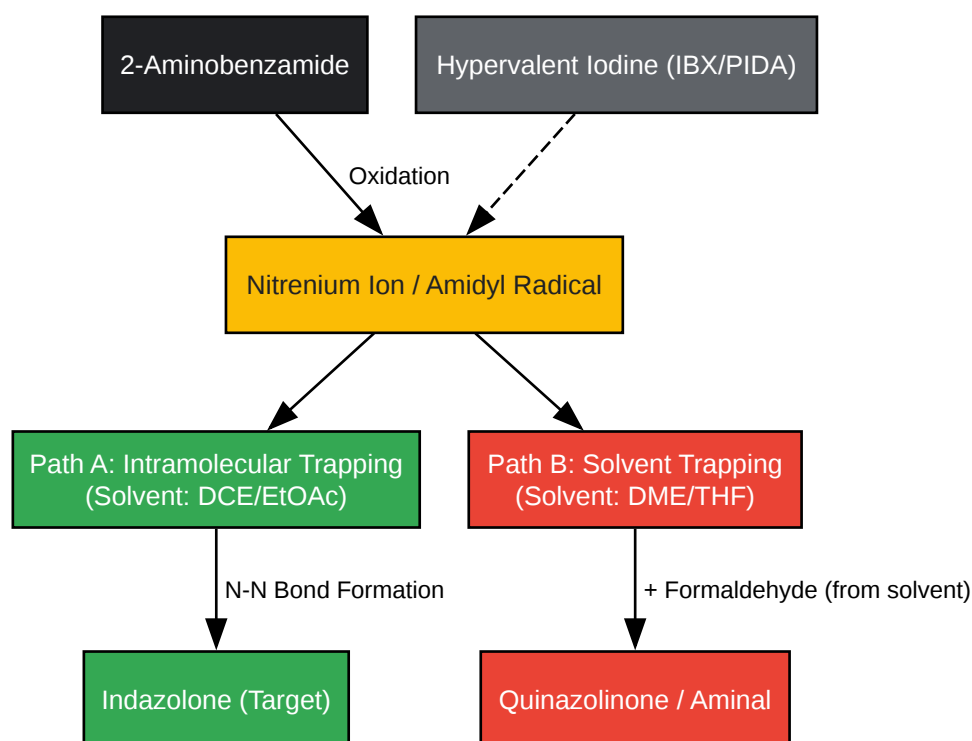 2-Aminobenzamide
Hypervalent Iodine (IBX/PIDA)
Oxidation
Nitrenium Ion / Amidyl Radical
Path A: Intramolecular Trapping
(Solvent: DCE/EtOAc)
Path B: Solvent Trapping
(Solvent: DME/THF)
N-N Bond Formation
+ Formaldehyde (from solvent)
Indazolone (Target)
Quinazolinone / Aminal